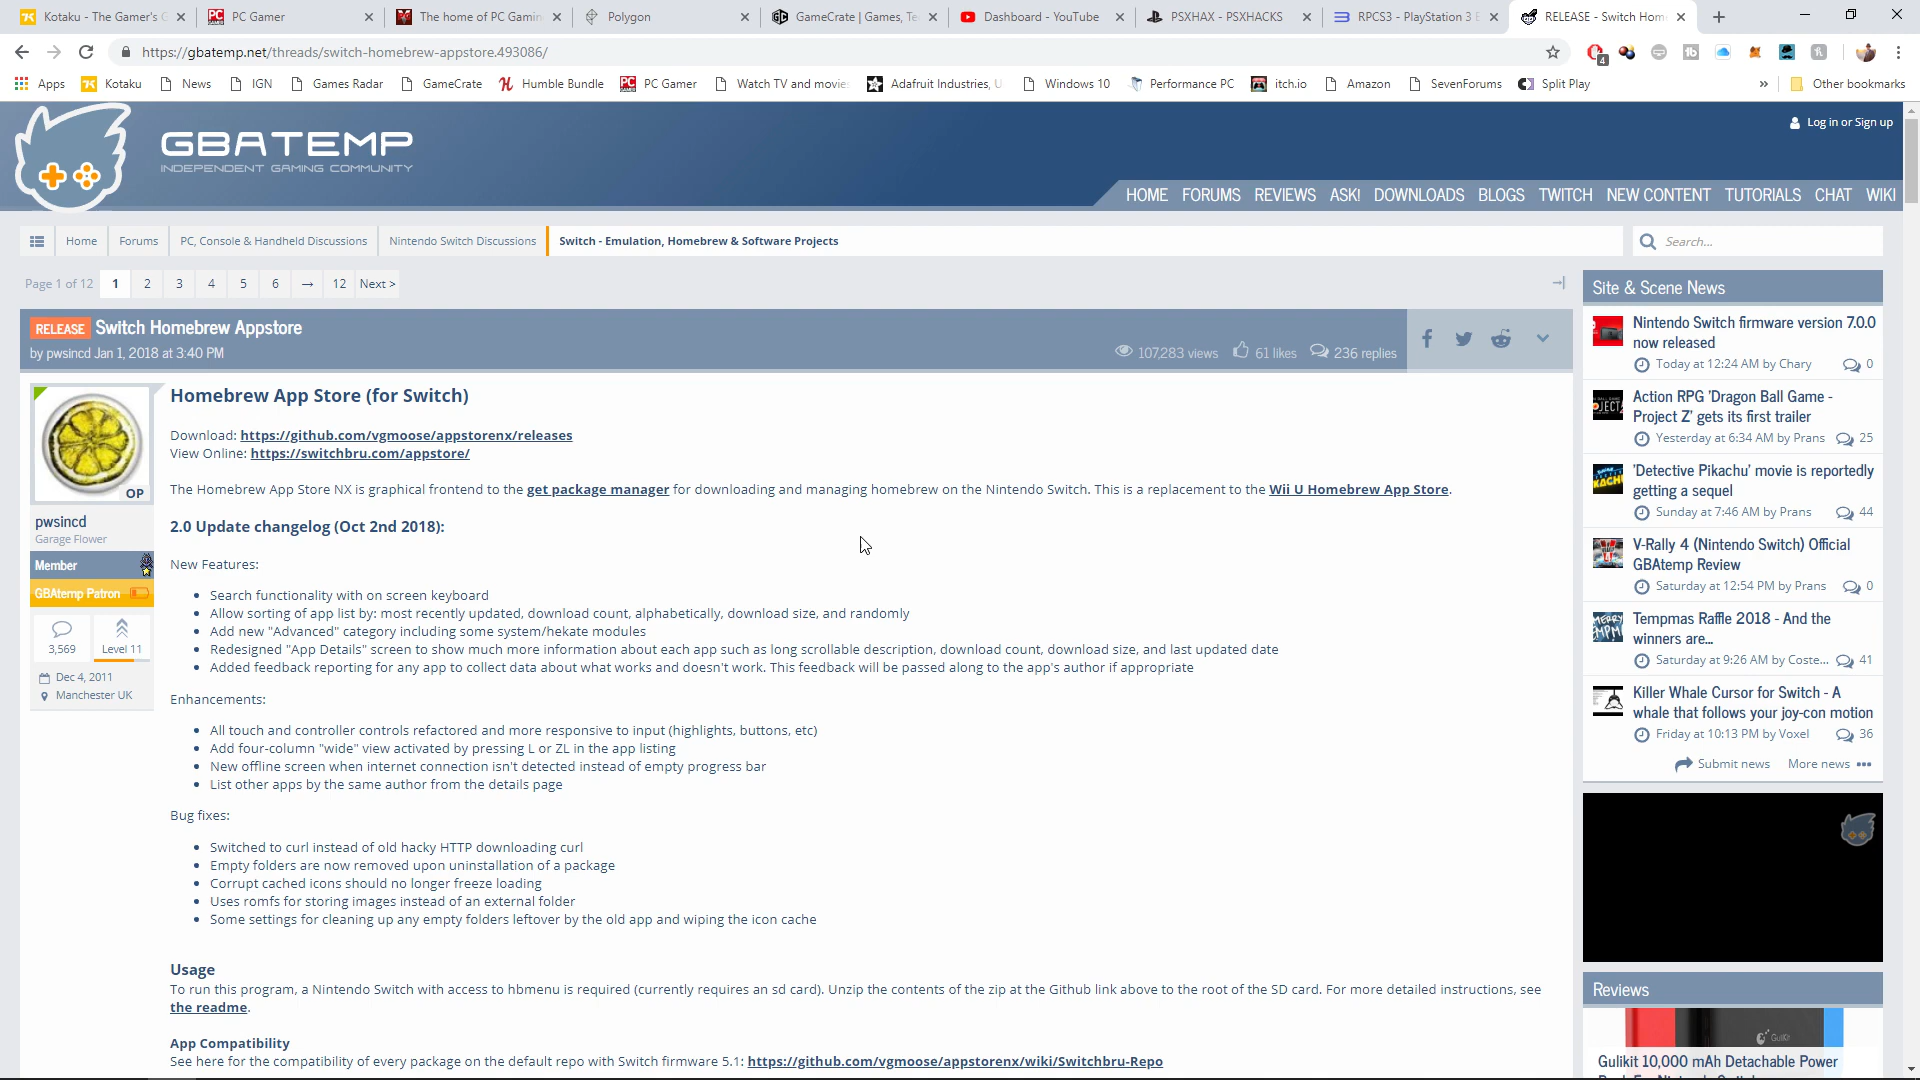 Kotaku - The Gamer's G
PC Gamer
The home of PC Gamin
Polygon
GameCrate | Games, Te
Dashboard - YouTube
PSXHAX - PSXHACKS
RPCS3 - PlayStation 3 E
RELEASE - Switch Hom
https://gbatemp.net/threads/switch-homebrew-appstore.493086/
4
Apps
Kotaku
News
IGN
Games Radar
GameCrate
Humble Bundle
PC Gamer
Watch TV and movie
Adafruit Industries, U
Windows 10
Performance PC
itch.io
Amazon
SevenForums
Split Play
»
Other bookmarks
GBATEMP
INDEPENDENT GAMING COMMUNITY
Log in or Sign up
HOME FORUMS REVIEWS ASK! DOWNLOADS BLOGS TWITCH NEW CONTENT TUTORIALS CHAT WIKI
Home
Forums
PC, Console & Handheld Discussions
Nintendo Switch Discussions
Switch - Emulation, Homebrew & Software Projects
Search...
Page 1 of 12 1 2 3 4 5 6 → 12 Next >
RELEASE Switch Homebrew Appstore
by pwsincd Jan 1, 2018 at 3:40 PM
107,283 views 61 likes 236 replies
OP
pwsincd
Garage Flower
Member
GBAtemp Patron
3,569
Level 11
Dec 4, 2011
Manchester UK
Homebrew App Store (for Switch)
Download: https://github.com/vgmoose/appstorenx/releases
View Online: https://switchbru.com/appstore/
The Homebrew App Store NX is graphical frontend to the get package manager for downloading and managing homebrew on the Nintendo Switch. This is a replacement to the Wii U Homebrew App Store.
2.0 Update changelog (Oct 2nd 2018):
New Features:
• Search functionality with on screen keyboard
• Allow sorting of app list by: most recently updated, download count, alphabetically, download size, and randomly
• Add new "Advanced" category including some system/hekate modules
• Redesigned "App Details" screen to show much more information about each app such as long scrollable description, download count, download size, and last updated date
• Added feedback reporting for any app to collect data about what works and doesn't work. This feedback will be passed along to the app's author if appropriate
Enhancements:
• All touch and controller controls refactored and more responsive to input (highlights, buttons, etc)
• Add four-column "wide" view activated by pressing L or ZL in the app listing
• New offline screen when internet connection isn't detected instead of empty progress bar
• List other apps by the same author from the details page
Bug fixes:
• Switched to curl instead of old hacky HTTP downloading curl
• Empty folders are now removed upon uninstallation of a package
• Corrupt cached icons should no longer freeze loading
• Uses romfs for storing images instead of an external folder
• Some settings for cleaning up any empty folders leftover by the old app and wiping the icon cache
Usage
To run this program, a Nintendo Switch with access to hbmenu is required (currently requires an sd card). Unzip the contents of the zip at the Github link above to the root of the SD card. For more detailed instructions, see
the readme.
App Compatibility
See here for the compatibility of every package on the default repo with Switch firmware 5.1: https://github.com/vgmoose/appstorenx/wiki/Switchbru-Repo
Site & Scene News
Nintendo Switch firmware version 7.0.0
now released
Today at 12:24 AM by Chary 0
Action RPG 'Dragon Ball Game -
Project Z' gets its first trailer
Yesterday at 6:34 AM by Prans 25
'Detective Pikachu' movie is reportedly
getting a sequel
Sunday at 7:46 AM by Prans 44
V-Rally 4 (Nintendo Switch) Official
GBAtemp Review
Saturday at 12:54 PM by Prans 0
Tempmas Raffle 2018 - And the
winners are...
Saturday at 9:26 AM by Coste... 41
Killer Whale Cursor for Switch - A
whale that follows your joy-con motion
Friday at 10:13 PM by Voxel 36
Submit news More news
Reviews
GuliKit
Gulikit 10,000 mAh Detachable Power